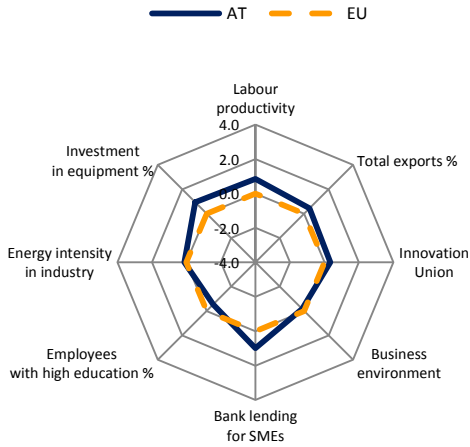 AT EU
Labour
productivity
4.0
2.0
0.0
-2.0
-4.0
Total exports %
Innovation
Union
Business
environment
Bank lending
for SMEs
Employees
with high education %
Energy intensity
in industry
Investment
in equipment %